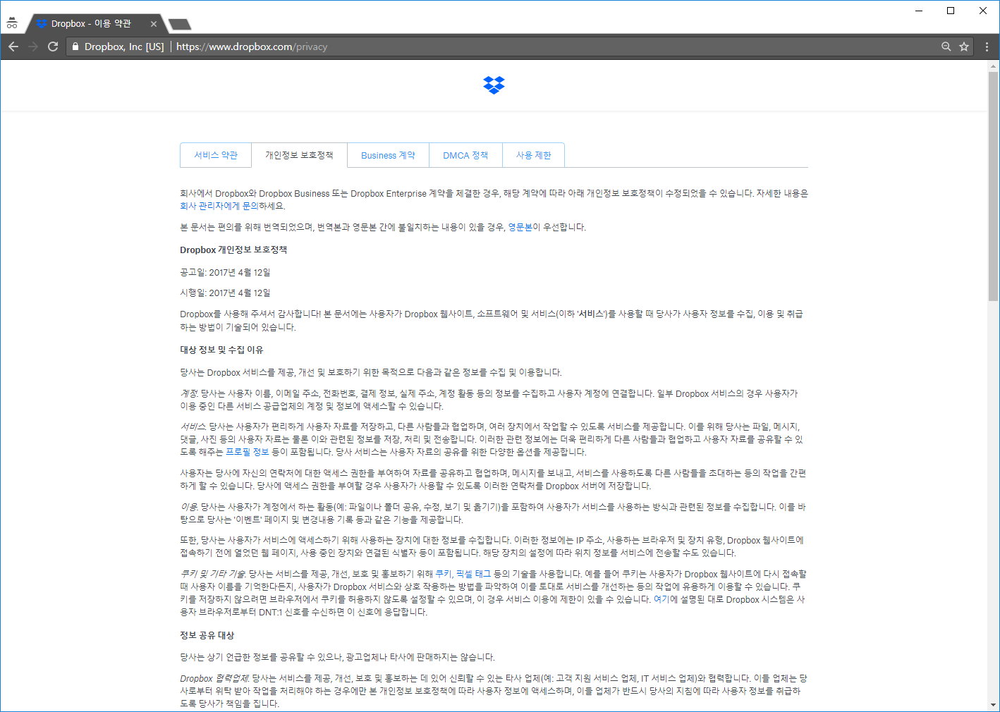 Dropbox - 이용 약관
Dropbox, Inc [US] | https://www.dropbox.com/privacy
서비스 약관 개인정보 보호정책 Business 계약 DMCA 정책 사용 제한
회사에서 Dropbox와 Dropbox Business 또는 Dropbox Enterprise 계약을 체결한 경우, 해당 계약에 따라 아래 개인정보 보호정책이 수정되었을 수 있습니다. 자세한 내용은
회사 관리자에게 문의하세요.
본 문서는 편의를 위해 번역되었으며, 번역본과 영문본 간에 불일치하는 내용이 있을 경우, 영문본이 우선합니다.
Dropbox 개인정보 보호정책
공고일: 2017년 4월 12일
시행일: 2017년 4월 12일
Dropbox를 사용해 주셔서 감사합니다! 본 문서에는 사용자가 Dropbox 웹사이트, 소프트웨어 및 서비스(이하 '서비스')를 사용할 때 당사가 사용자 정보를 수집, 이용 및 취급
하는 방법이 기술되어 있습니다.
대상 정보 및 수집 이유
당사는 Dropbox 서비스를 제공, 개선 및 보호하기 위한 목적으로 다음과 같은 정보를 수집 및 이용합니다.
계정. 당사는 사용자 이름, 이메일 주소, 전화번호, 결제 정보, 실제 주소, 계정 활동 등의 정보를 수집하고 사용자 계정에 연결합니다. 일부 Dropbox 서비스의 경우 사용자가
이용 중인 다른 서비스 공급업체의 계정 및 정보에 액세스할 수 있습니다.
서비스. 당사는 사용자가 편리하게 사용자 자료를 저장하고, 다른 사람들과 협업하며, 여러 장치에서 작업할 수 있도록 서비스를 제공합니다. 이를 위해 당사는 파일, 메시지,
댓글, 사진 등의 사용자 자료는 물론 이와 관련된 정보를 저장, 처리 및 전송합니다. 이러한 관련 정보에는 더욱 편리하게 다른 사람들과 협업하고 사용자 자료를 공유할 수 있
도록 해주는 프로필 정보 등이 포함됩니다. 당사 서비스는 사용자 자료의 공유를 위한 다양한 옵션을 제공합니다.
사용자는 당사에 자신의 연락처에 대한 액세스 권한을 부여하여 자료를 공유하고 협업하며, 메시지를 보내고, 서비스를 사용하도록 다른 사람들을 초대하는 등의 작업을 간편
하게 할 수 있습니다. 당사에 액세스 권한을 부여할 경우 사용자가 사용할 수 있도록 이러한 연락처를 Dropbox 서버에 저장합니다.
이용. 당사는 사용자가 계정에서 하는 활동(예: 파일이나 폴더 공유, 수정, 보기 및 옮기기)을 포함하여 사용자가 서비스를 사용하는 방식과 관련된 정보를 수집합니다. 이를 바
탕으로 당사는 '이벤트' 페이지 및 변경내용 기록 등과 같은 기능을 제공합니다.
또한, 당사는 사용자가 서비스에 액세스하기 위해 사용하는 장치에 대한 정보를 수집합니다. 이러한 정보에는 IP 주소, 사용하는 브라우저 및 장치 유형, Dropbox 웹사이트에
접속하기 전에 열었던 웹 페이지, 사용 중인 장치와 연결된 식별자 등이 포함됩니다. 해당 장치의 설정에 따라 위치 정보를 서비스에 전송할 수도 있습니다.
쿠키 및 기타 기술. 당사는 서비스를 제공, 개선, 보호 및 홍보하기 위해 쿠키, 픽셀 태그 등의 기술을 사용합니다. 예를 들어 쿠키는 사용자가 Dropbox 웹사이트에 다시 접속할
때 사용자 이름을 기억한다든지, 사용자가 Dropbox 서비스와 상호 작용하는 방법을 파악하여 이를 토대로 서비스를 개선하는 등의 작업에 유용하게 이용할 수 있습니다. 쿠
키를 저장하지 않으려면 브라우저에서 쿠키를 허용하지 않도록 설정할 수 있으며, 이 경우 서비스 이용에 제한이 있을 수 있습니다. 여기에 설명된 대로 Dropbox 시스템은 사
용자 브라우저로부터 DNT:1 신호를 수신하면 이 신호에 응답합니다.
정보 공유 대상
당사는 상기 언급한 정보를 공유할 수 있으나, 광고업체나 타사에 판매하지는 않습니다.
Dropbox 협력업체. 당사는 서비스를 제공, 개선, 보호 및 홍보하는 데 있어 신뢰할 수 있는 타사 업체(예: 고객 지원 서비스 업체, IT 서비스 업체)와 협력합니다. 이들 업체는 당
사로부터 위탁 받아 작업을 처리해야 하는 경우에만 본 개인정보 보호정책에 따라 사용자 정보에 액세스하며, 이들 업체가 반드시 당사의 지침에 따라 사용자 정보를 취급하
도록 당사가 책임을 집니다.